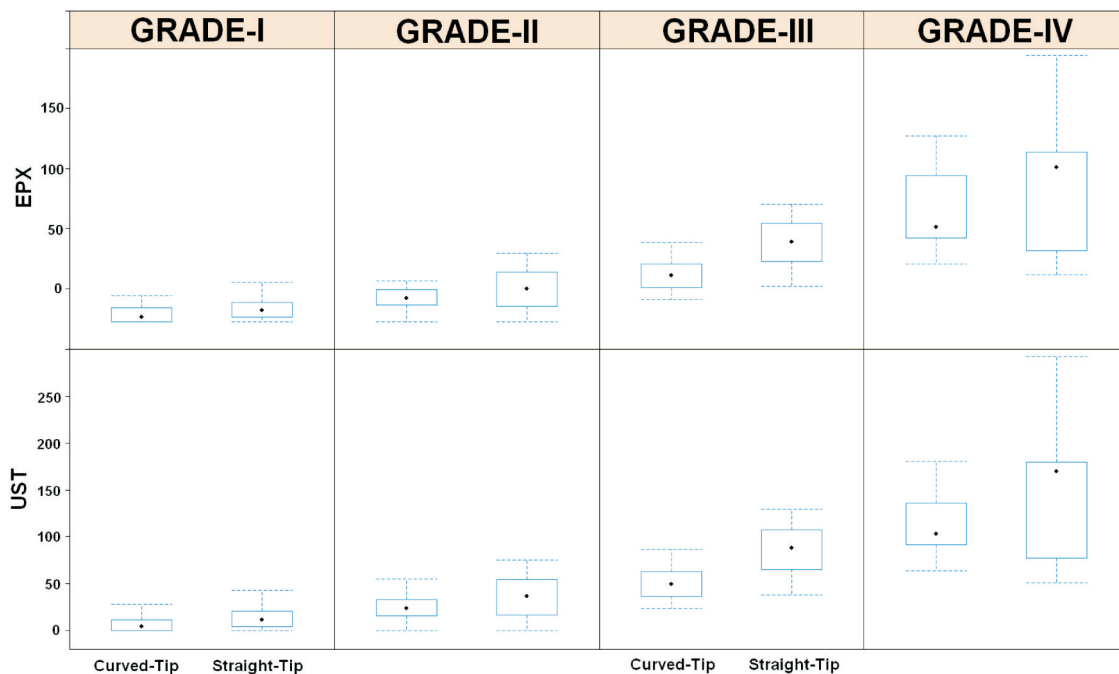 GRADE-I GRADE-II GRADE-III GRADE-IV
150
100
50
0
EPX
250
200
150
100
50
0
UST
Curved-Tip Straight-Tip Curved-Tip Straight-Tip